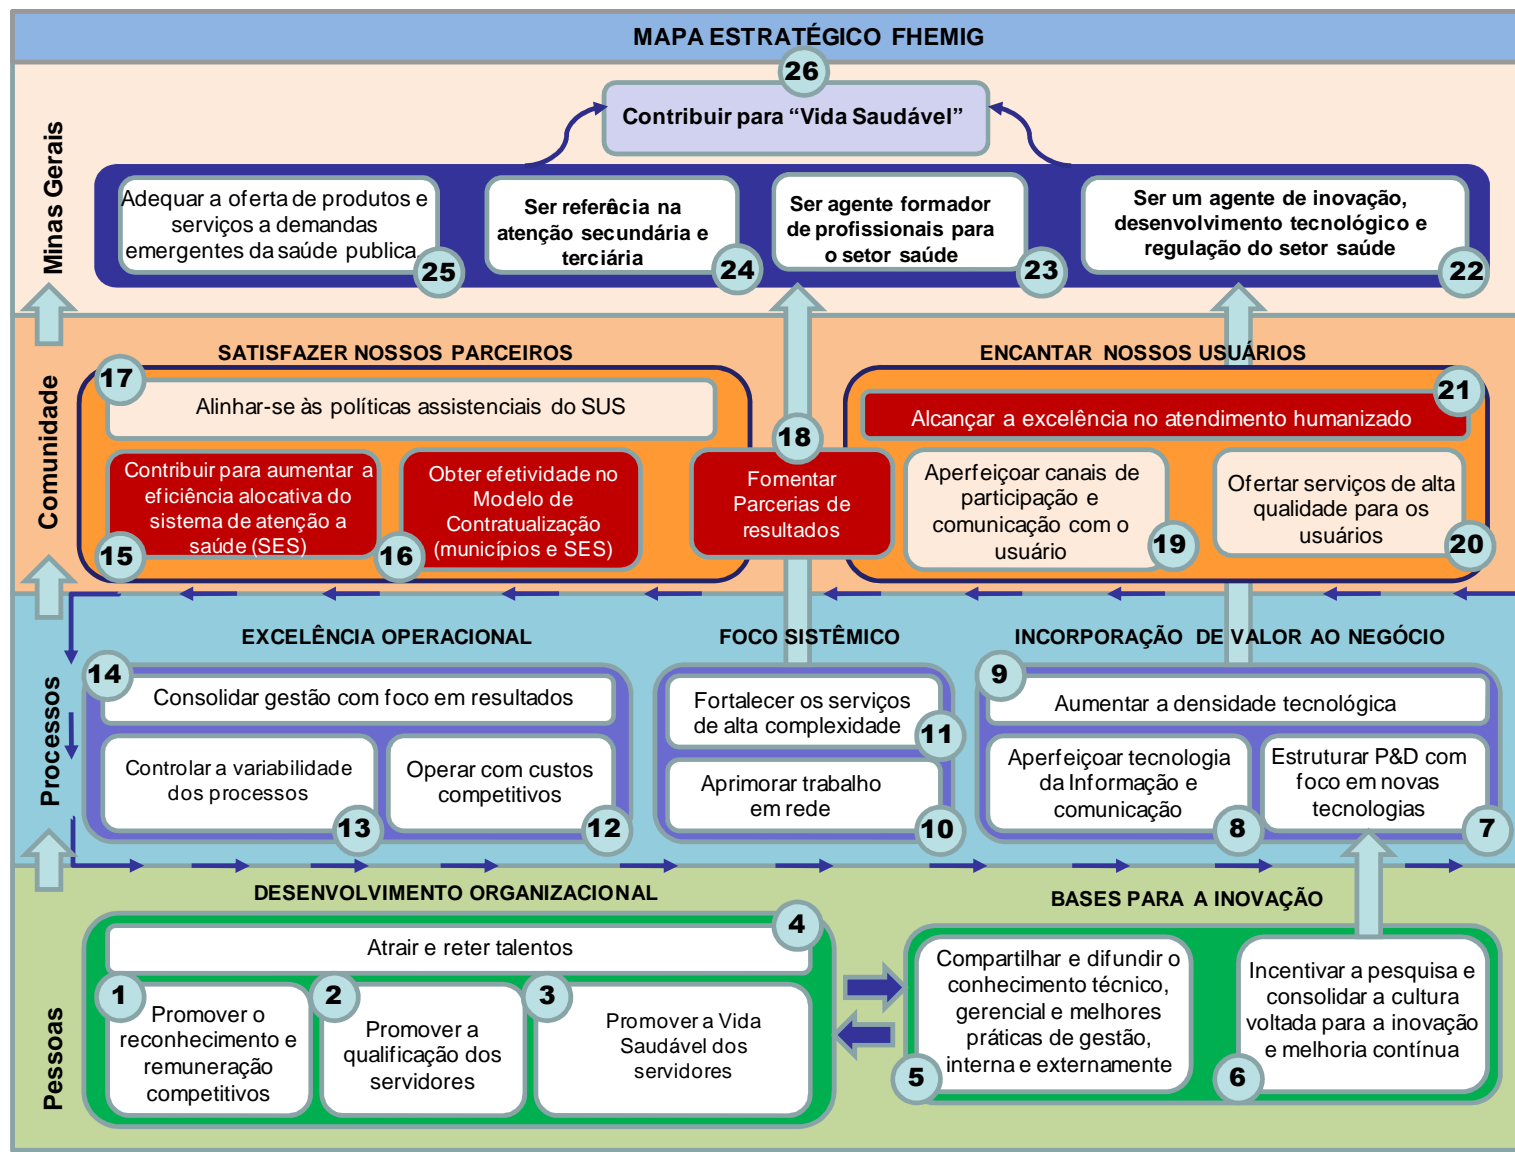 MAPA ESTRATÉGICO FHEMIG
26
Contribuir para “Vida Saudável”
Minas Gerais
Adequar a oferta de produtos e
serviços a demandas
emergentes da saúde publica.
25
Ser referência na
atenção secundária e
terciária
24
Ser agente formador
de profissionais para
o setor saúde
23
Ser um agente de inovação,
desenvolvimento tecnológico e
regulação do setor saúde
22
Comunidade
SATISFAZER NOSSOS PARCEIROS
17
Alinhar-se às políticas assistenciais do SUS
Contribuir para aumentar a
eficiência alocativa do
sistema de atenção a
saúde (SES)
15
Obter efetividade no
Modelo de
Contratualização
(municípios e SES)
16
18
Fomentar
Parcerias de
resultados
ENCANTAR NOSSOS USUÁRIOS
21
Alcançar a excelência no atendimento humanizado
Aperfeiçoar canais de
participação e
comunicação com o
usuário
19
Ofertar serviços de alta
qualidade para os
usuários
20
Processos
EXCELÊNCIA OPERACIONAL
14
Consolidar gestão com foco em resultados
Controlar a variabilidade
dos processos
13
Operar com custos
competitivos
12
FOCO SISTÊMICO
Fortalecer os serviços
de alta complexidade
11
Aprimorar trabalho
em rede
10
INCORPORAÇÃO DE VALOR AO NEGÓCIO
9
Aumentar a densidade tecnológica
Aperfeiçoar tecnologia
da Informação e
comunicação
8
Estruturar P&D com
foco em novas
tecnologias
7
Pessoas
DESENVOLVIMENTO ORGANIZACIONAL
4
Atrair e reter talentos
1
Promover o
reconhecimento e
remuneração
competitivos
2
Promover a
qualificação dos
servidores
3
Promover a Vida
Saudável dos
servidores
BASES PARA A INOVAÇÃO
Compartilhar e difundir o
conhecimento técnico,
gerencial e melhores
práticas de gestão,
interna e externamente
5
Incentivar a pesquisa e
consolidar a cultura
voltada para a inovação
e melhoria contínua
6